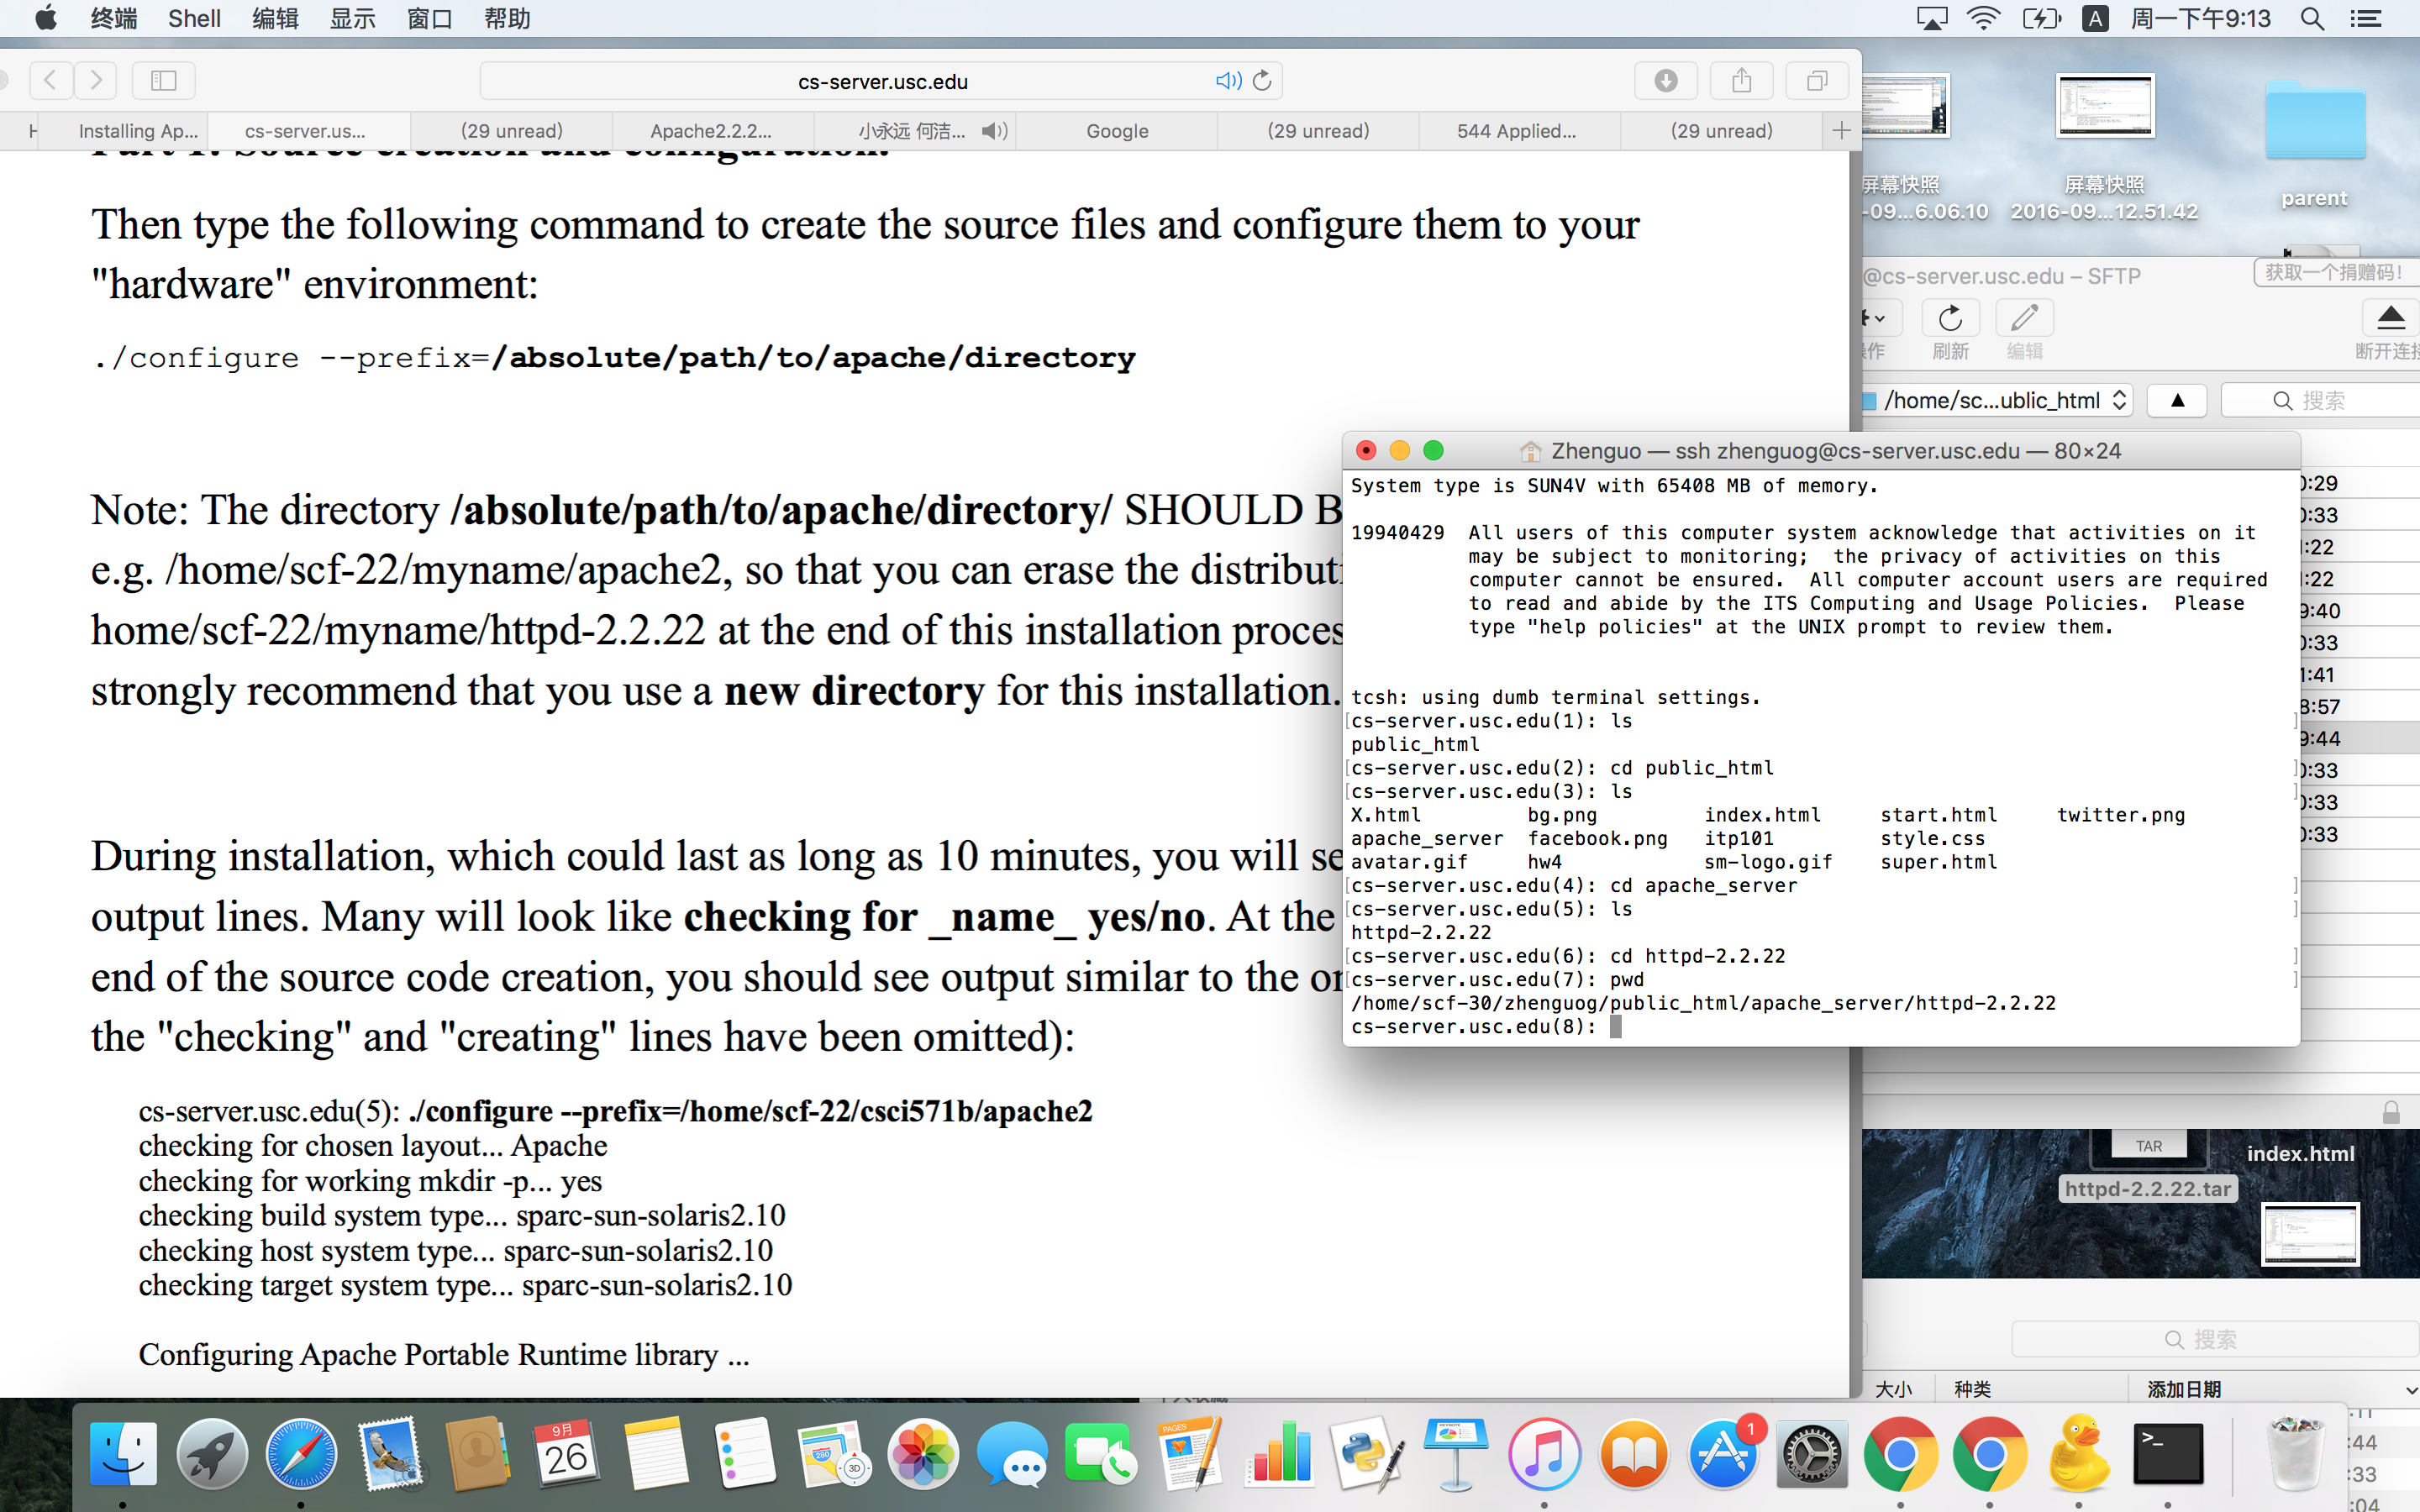 终端 Shell 编辑 显示 窗口 帮助
A 周一下午9:13
cs-server.usc.edu
Installing Ap... cs-server.us... (29 unread) Apache2.2.2... 小永远 何洁... Google (29 unread) 544 Applied... (29 unread)
Part 1: Source creation and configuration.
Then type the following command to create the source files and configure them to your
"hardware" environment:
./configure --prefix=/absolute/path/to/apache/directory
Note: The directory /absolute/path/to/apache/directory/ SHOULD B
e.g. /home/scf-22/myname/apache2, so that you can erase the distributi
home/scf-22/myname/httpd-2.2.22 at the end of this installation proces
strongly recommend that you use a new directory for this installation.
During installation, which could last as long as 10 minutes, you will se
output lines. Many will look like checking for _name_ yes/no. At the
end of the source code creation, you should see output similar to the or
the "checking" and "creating" lines have been omitted):
cs-server.usc.edu(5): ./configure --prefix=/home/scf-22/csci571b/apache2
checking for chosen layout... Apache
checking for working mkdir -p... yes
checking build system type... sparc-sun-solaris2.10
checking host system type... sparc-sun-solaris2.10
checking target system type... sparc-sun-solaris2.10
Configuring Apache Portable Runtime library ...
屏幕快照
-09...6.06.10
屏幕快照
2016-09...12.51.42
parent
@cs-server.usc.edu – SFTP
获取一个捐赠码!
作 刷新 编辑 断开连接
/home/sc...ublic_html
搜索
Zhenguo — ssh zhenguog@cs-server.usc.edu — 80×24
System type is SUN4V with 65408 MB of memory.
19940429 All users of this computer system acknowledge that activities on it
may be subject to monitoring; the privacy of activities on this
computer cannot be ensured. All computer account users are required
to read and abide by the ITS Computing and Usage Policies. Please
type "help policies" at the UNIX prompt to review them.
tcsh: using dumb terminal settings.
[cs-server.usc.edu(1): ls ]
public_html
[cs-server.usc.edu(2): cd public_html ]
[cs-server.usc.edu(3): ls ]
X.html bg.png index.html start.html twitter.png
apache_server facebook.png itp101 style.css
avatar.gif hw4 sm-logo.gif super.html
[cs-server.usc.edu(4): cd apache_server ]
[cs-server.usc.edu(5): ls ]
httpd-2.2.22
[cs-server.usc.edu(6): cd httpd-2.2.22 ]
[cs-server.usc.edu(7): pwd ]
/home/scf-30/zhenguog/public_html/apache_server/httpd-2.2.22
cs-server.usc.edu(8):
0:29
0:33
1:22
1:22
9:40
0:33
1:41
8:57
9:44
0:33
0:33
0:33
TAR
httpd-2.2.22.tar
index.html
搜索
大小 种类 添加日期
:11
:44
:33
:04
9月
26
280
3D
PAGES
1
>_